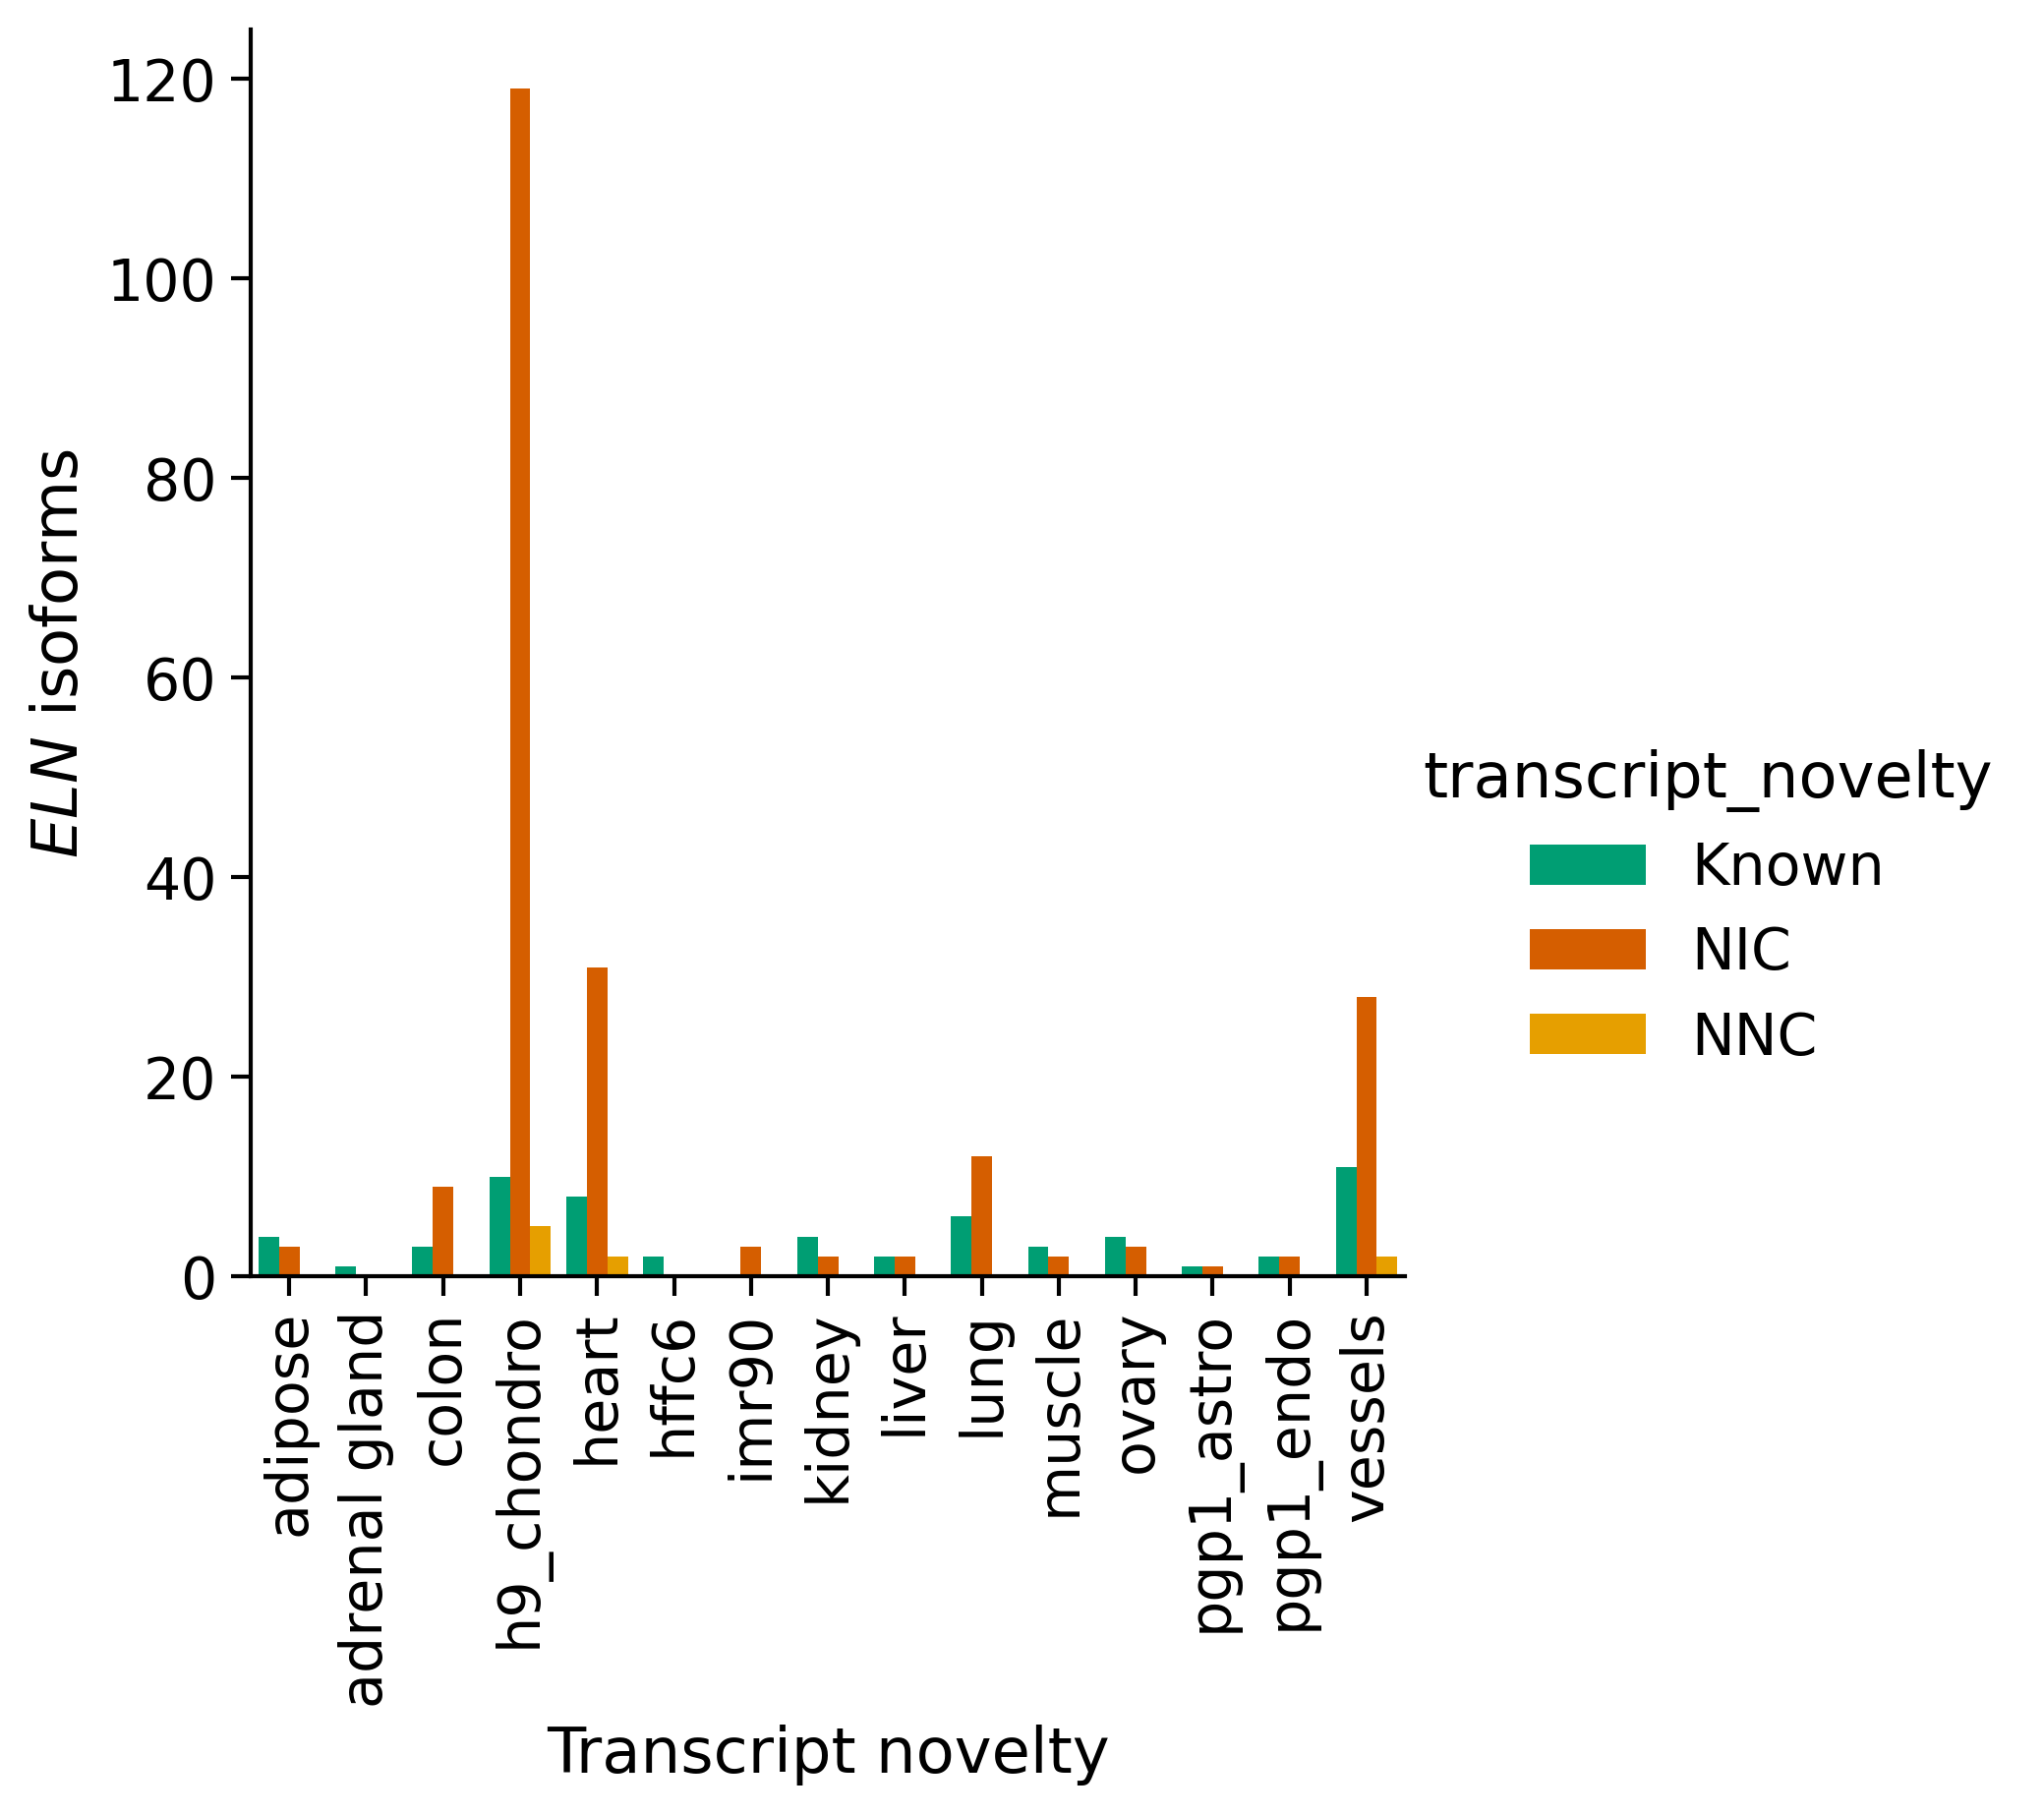 120
100
80
60
40
20
0
ELN isoforms
adipose
adrenal gland
colon
h9_chondro
heart
hffc6
imr90
kidney
liver
lung
muscle
ovary
pgp1_astro
pgp1_endo
vessels
Transcript novelty
transcript_novelty
Known
NIC
NNC